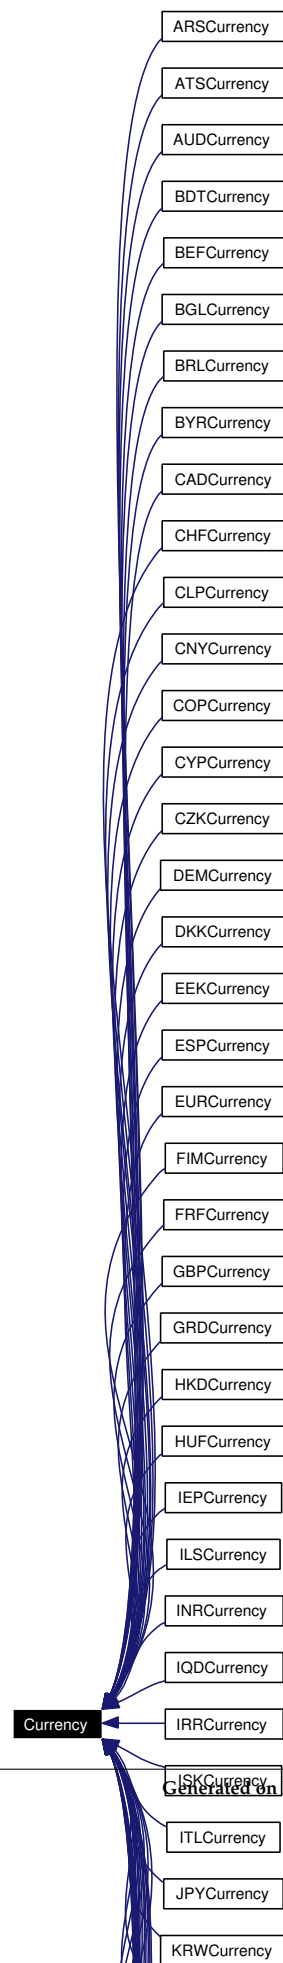 ARSCurrency
ATSCurrency
AUDCurrency
BDTCurrency
BEFCurrency
BGLCurrency
BRLCurrency
BYRCurrency
CADCurrency
CHFCurrency
CLPCurrency
CNYCurrency
COPCurrency
CYPCurrency
CZKCurrency
DEMCurrency
DKKCurrency
EEKCurrency
ESPCurrency
EURCurrency
FIMCurrency
FRFCurrency
GBPCurrency
GRDCurrency
HKDCurrency
HUFCurrency
IEPCurrency
ILSCurrency
INRCurrency
IQDCurrency
Currency
IRRCurrency
ISKCurrency
Generated on
ITLCurrency
JPYCurrency
KRWCurrency